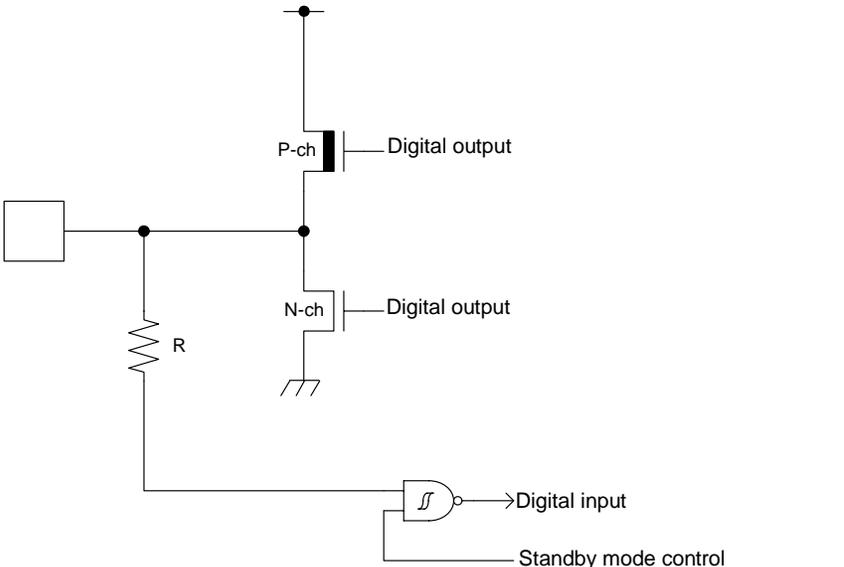 P-ch
Digital output
N-ch
Digital output
R
Digital input
Standby mode control